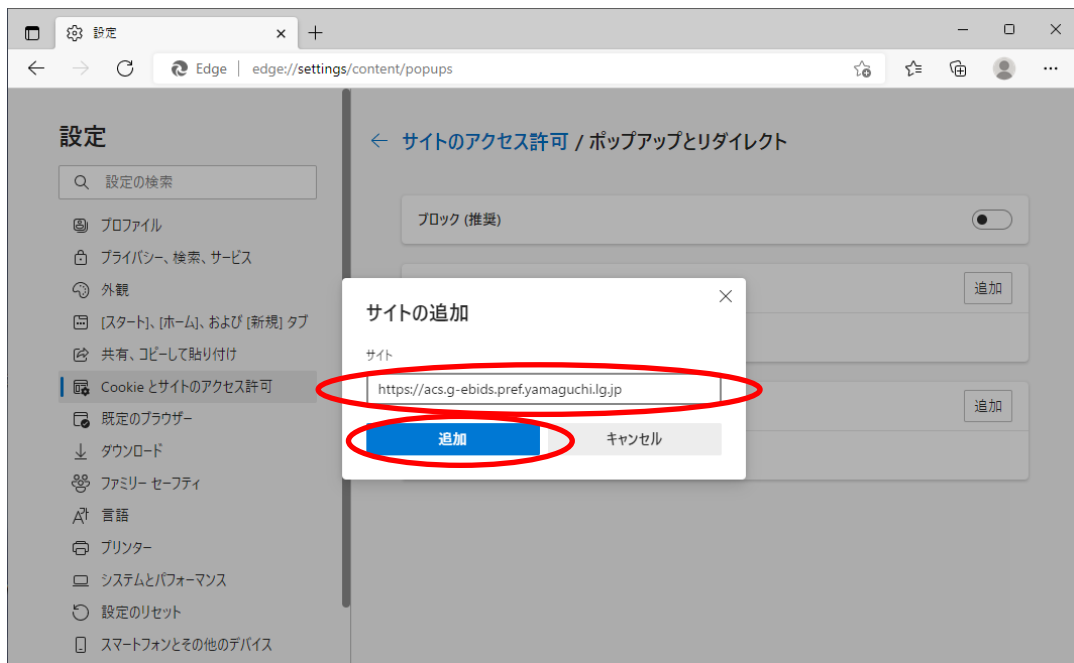 設定
Edge | edge://settings/content/popups
設定
設定の検索
プロファイル
プライバシー、検索、サービス
外観
[スタート]、[ホーム]、および [新規] タブ
共有、コピーして貼り付け
Cookie とサイトのアクセス許可
既定のブラウザー
ダウンロード
ファミリー セーフティ
言語
プリンター
システムとパフォーマンス
設定のリセット
スマートフォンとその他のデバイス
サイトのアクセス許可 / ポップアップとリダイレクト
ブロック (推奨)
追加
追加
サイトの追加
サイト
https://acs.g-ebids.pref.yamaguchi.lg.jp
追加
キャンセル